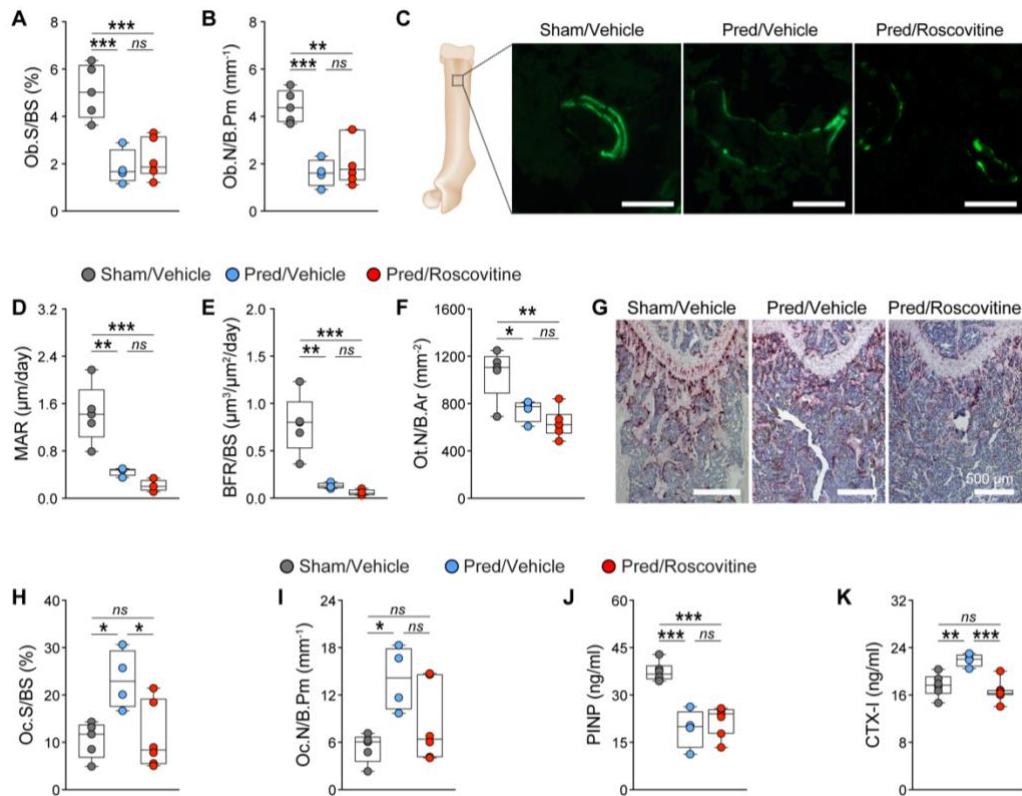 A
Ob.S/BS (%)
8
6
4
2
0
***
*** ns
B
Ob.N/B.Pm (mm⁻¹)
8
6
4
2
0
**
*** ns
C
Sham/Vehicle Pred/Vehicle Pred/Roscovitine
Sham/Vehicle Pred/Vehicle Pred/Roscovitine
D
MAR (µm/day)
3.2
2.4
1.6
0.8
0.0
***
** ns
E
BFR/BS (µm³/µm²/day)
2.0
1.5
1.0
0.5
0.0
***
** ns
F
Ot.N/B.Ar (mm⁻²)
1600
1200
800
400
0
**
* ns
G
Sham/Vehicle Pred/Vehicle Pred/Roscovitine
500 µm
Sham/Vehicle Pred/Vehicle Pred/Roscovitine
H
Oc.S/BS (%)
40
30
20
10
0
ns
* *
I
Oc.N/B.Pm (mm⁻¹)
24
18
12
6
0
ns
* ns
J
PINP (ng/ml)
60
45
30
15
0
***
*** ns
K
CTX-I (ng/ml)
32
24
16
8
0
ns
** ***